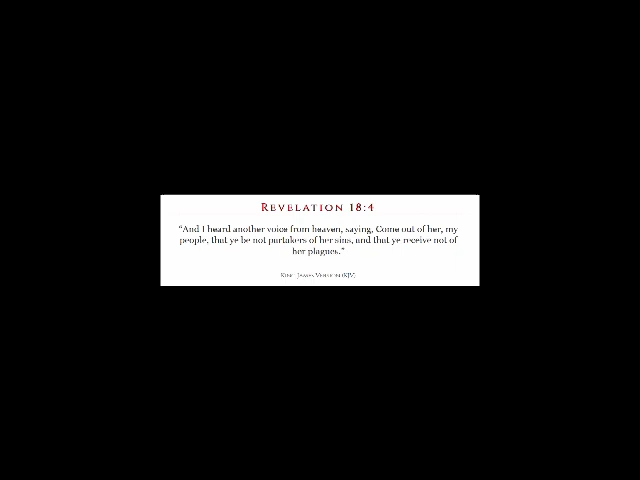 Revelation 18:4
“And I heard another voice from heaven, saying, Come out of her, my
people, that ye be not partakers of her sins, and that ye receive not of
her plagues.”
King James Version (KJV)